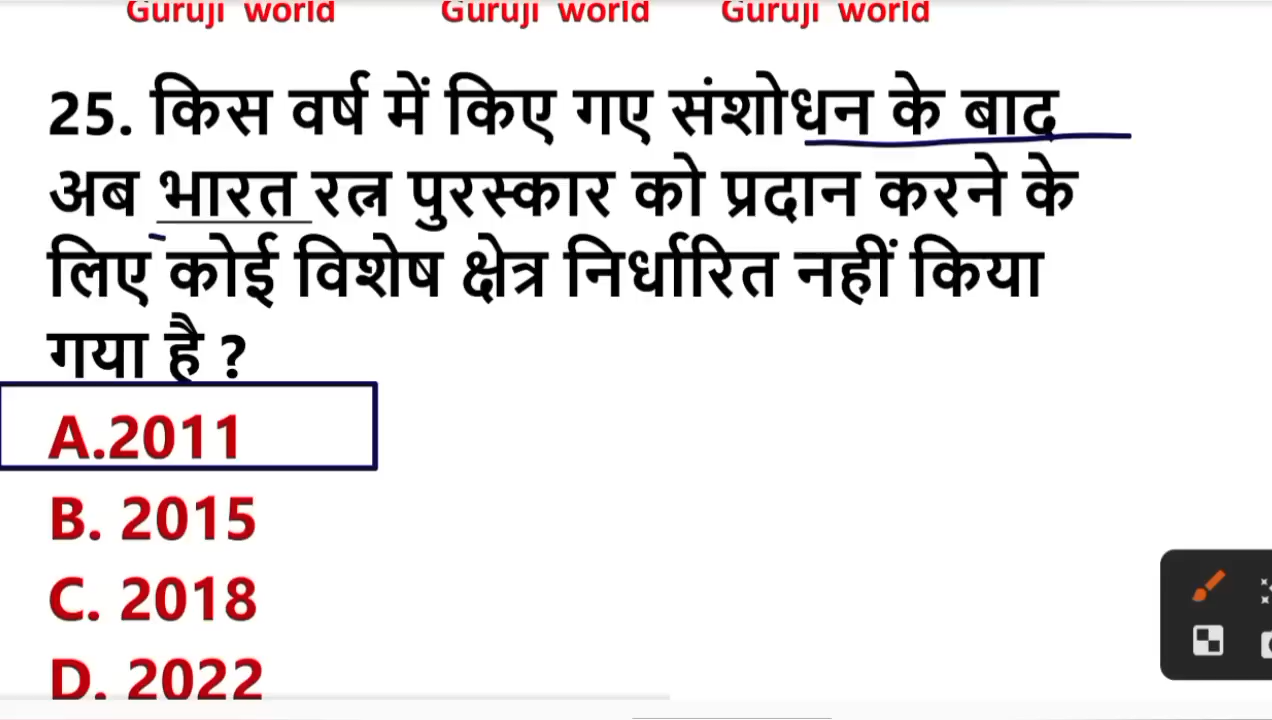 Guruji world Guruji world Guruji world
25. किस वर्ष में किए गए संशोधन के बाद
अब भारत रत्न पुरस्कार को प्रदान करने के
लिए कोई विशेष क्षेत्र निर्धारित नहीं किया
गया है ?
A.2011
B. 2015
C. 2018
D. 2022